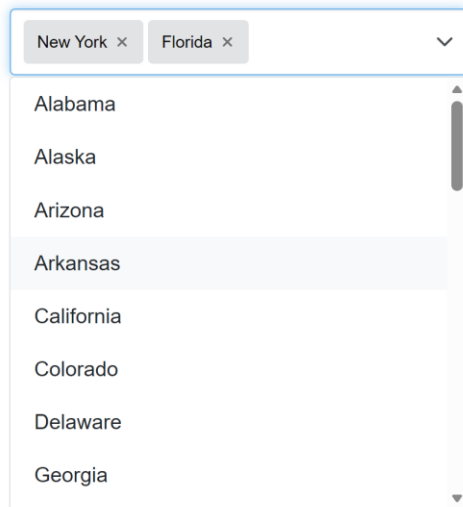 New York × Florida ×
Alabama
Alaska
Arizona
Arkansas
California
Colorado
Delaware
Georgia